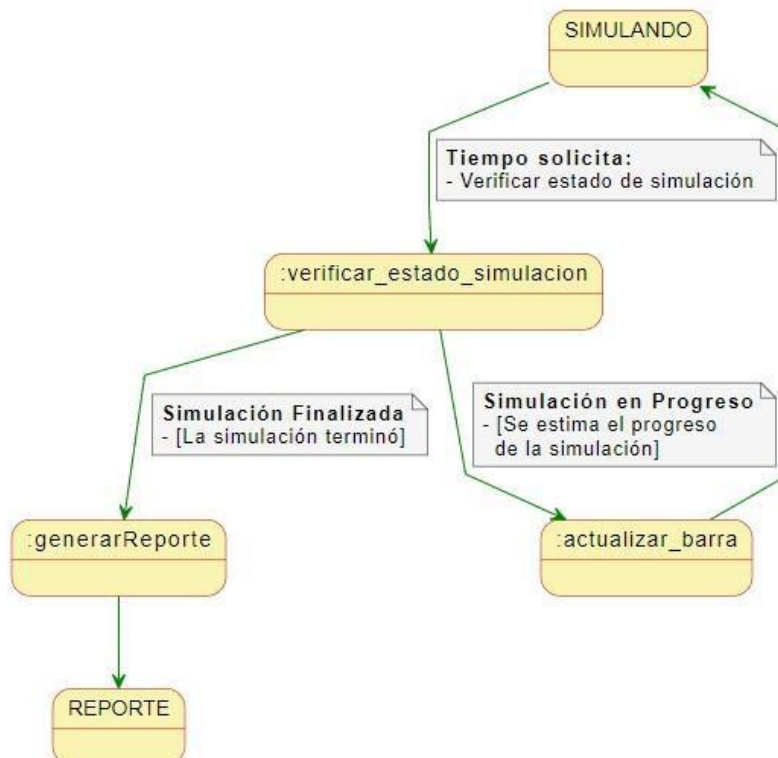 SIMULANDO
Tiempo solicita:
- Verificar estado de simulación
:verificar_estado_simulacion
Simulación Finalizada
- [La simulación terminó]
Simulación en Progreso
- [Se estima el progreso
de la simulación]
:generarReporte
:actualizar_barra
REPORTE